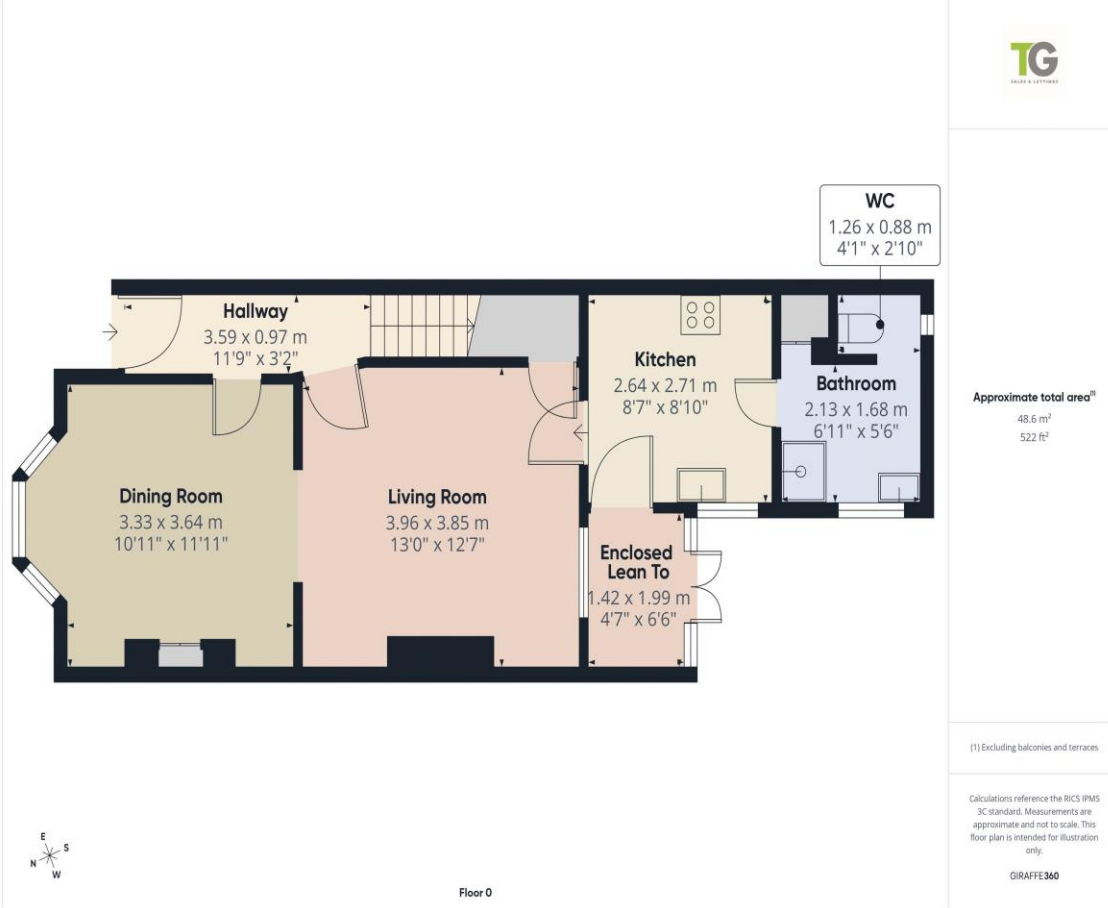 TG
SALES & LETTINGS
WC
1.26 x 0.88 m
4'1" x 2'10"
Hallway
3.59 x 0.97 m
11'9" x 3'2"
Kitchen
2.64 x 2.71 m
8'7" x 8'10"
Bathroom
2.13 x 1.68 m
6'11" x 5'6"
Dining Room
3.33 x 3.64 m
10'11" x 11'11"
Living Room
3.96 x 3.85 m
13'0" x 12'7"
Enclosed
Lean To
1.42 x 1.99 m
4'7" x 6'6"
Approximate total area(1)
48.6 m²
522 ft²
(1) Excluding balconies and terraces
Calculations reference the RICS IPMS
3C standard. Measurements are
approximate and not to scale. This
floor plan is intended for illustration
only.
GIRAFFE360
E
S
N
W
Floor 0